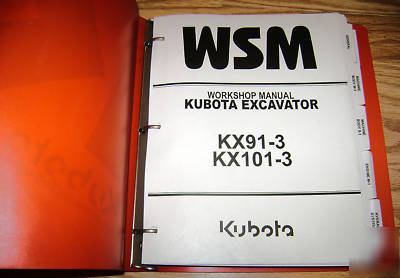 WSM
WORKSHOP MANUAL
KUBOTA EXCAVATOR
KX91-3
KX101-3
Kubota